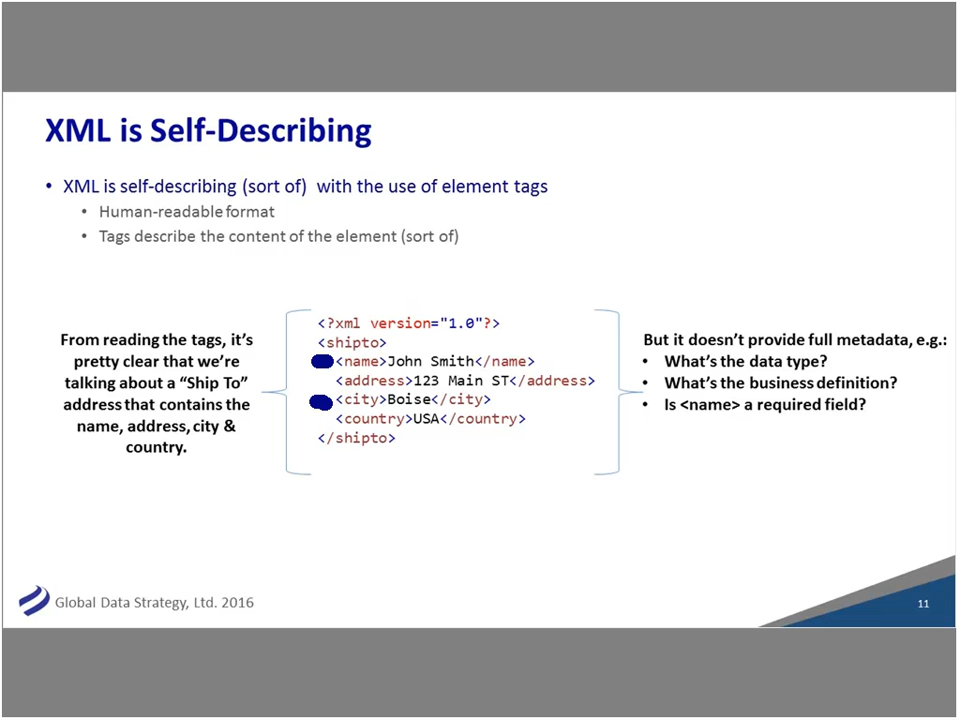 XML is Self-Describing
• XML is self-describing (sort of) with the use of element tags
• Human-readable format
• Tags describe the content of the element (sort of)
From reading the tags, it's
pretty clear that we're
talking about a "Ship To"
address that contains the
name, address, city &
country.
<?xml version="1.0"?>
<shipto>
<name>John Smith</name>
<address>123 Main ST</address>
<city>Boise</city>
<country>USA</country>
</shipto>
But it doesn't provide full metadata, e.g.:
• What's the data type?
• What's the business definition?
• Is <name> a required field?
Global Data Strategy, Ltd. 2016
11